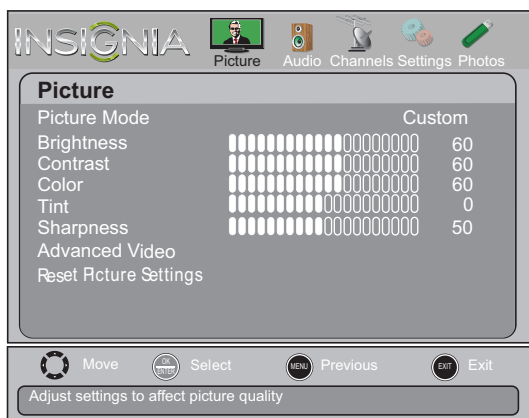 INSIGNIA
Picture Audio Channels Settings Photos
Picture
Picture Mode Custom
Brightness 60
Contrast 60
Color 60
Tint 0
Sharpness 50
Advanced Video
Reset Picture Settings
Move OK ENTER Select MENU Previous EXIT Exit
Adjust settings to affect picture quality